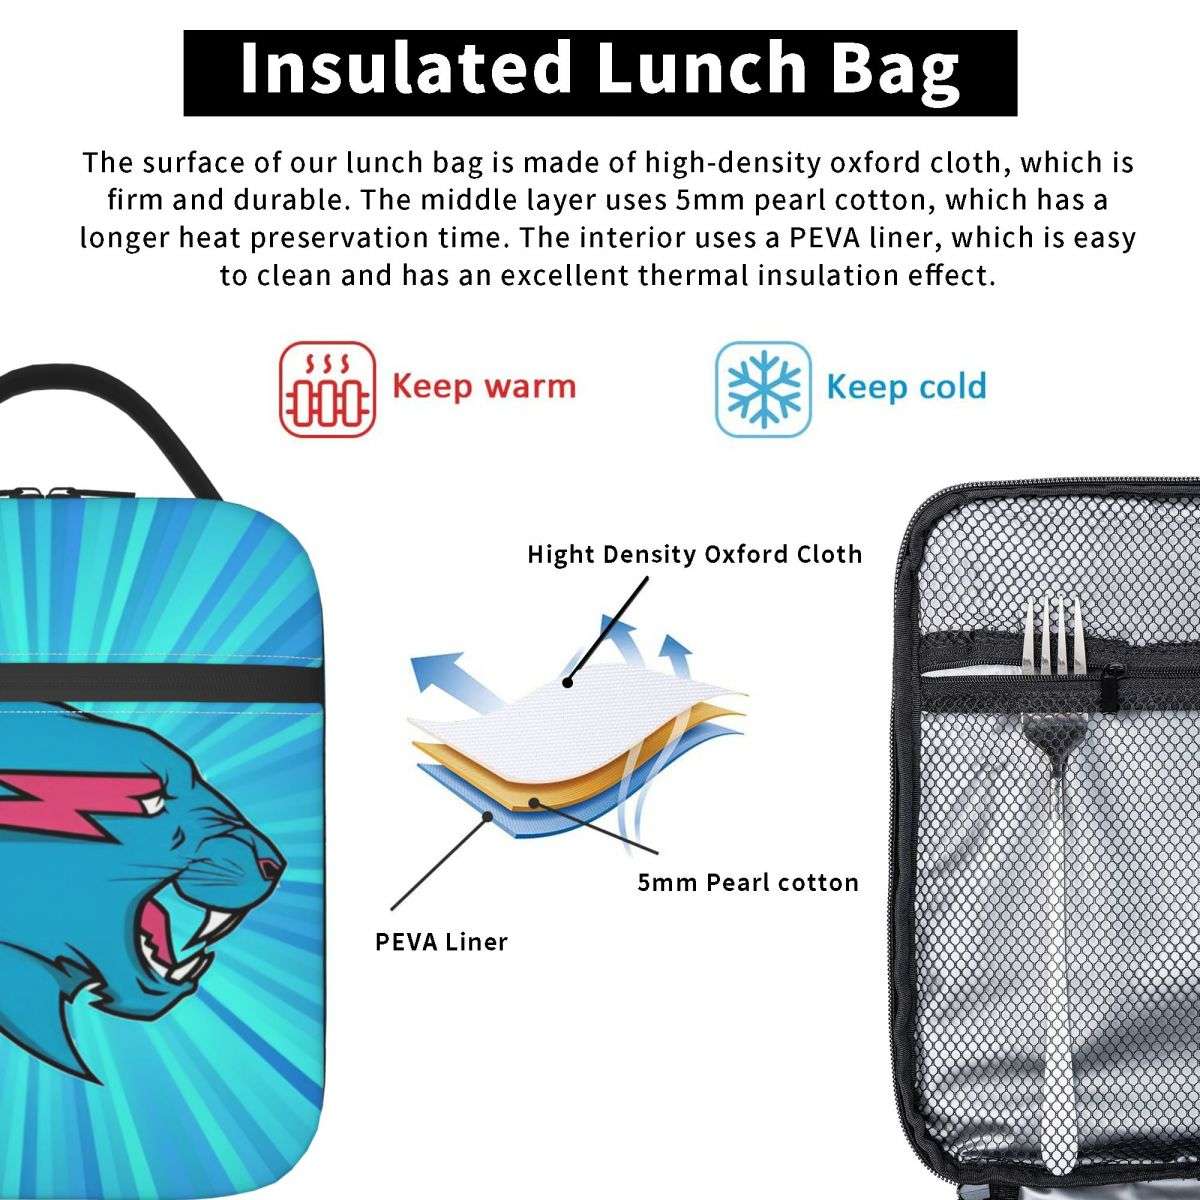 Insulated Lunch Bag
The surface of our lunch bag is made of high-density oxford cloth, which is
firm and durable. The middle layer uses 5mm pearl cotton, which has a
longer heat preservation time. The interior uses a PEVA liner, which is easy
to clean and has an excellent thermal insulation effect.
Keep warm
Keep cold
Hight Density Oxford Cloth
5mm Pearl cotton
PEVA Liner